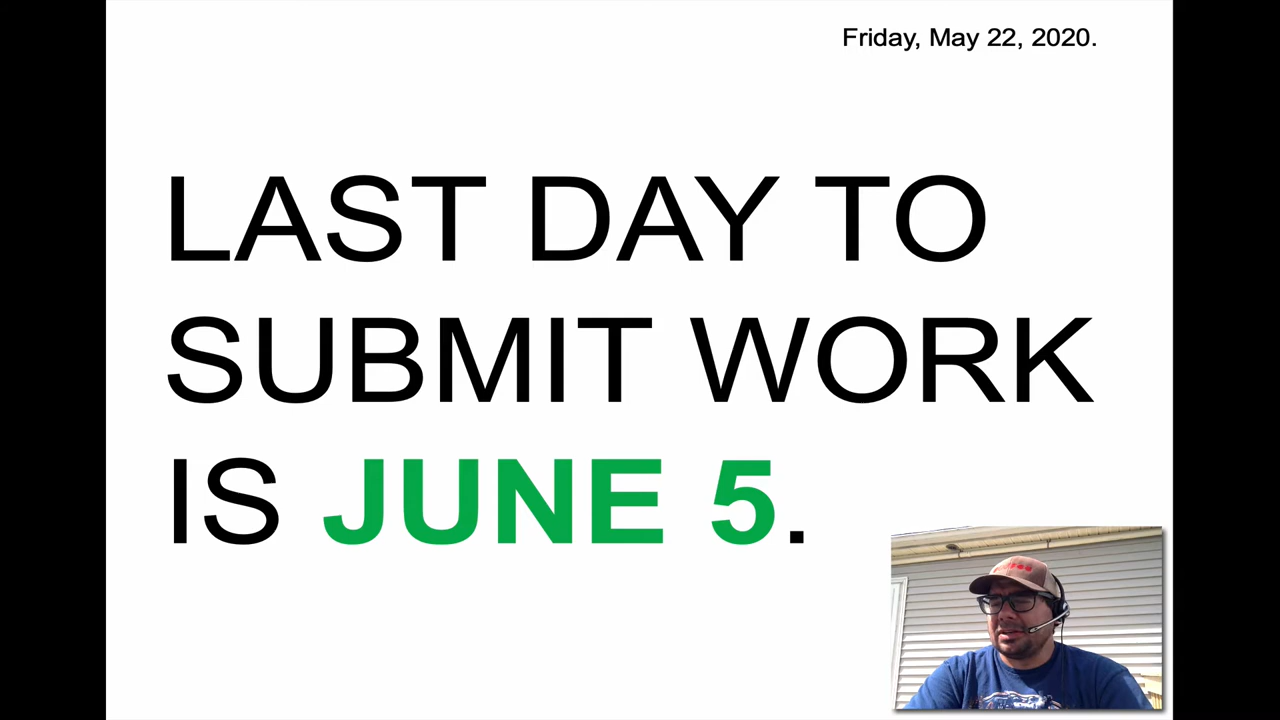 Friday, May 22, 2020.
LAST DAY TO
SUBMIT WORK
IS JUNE 5.